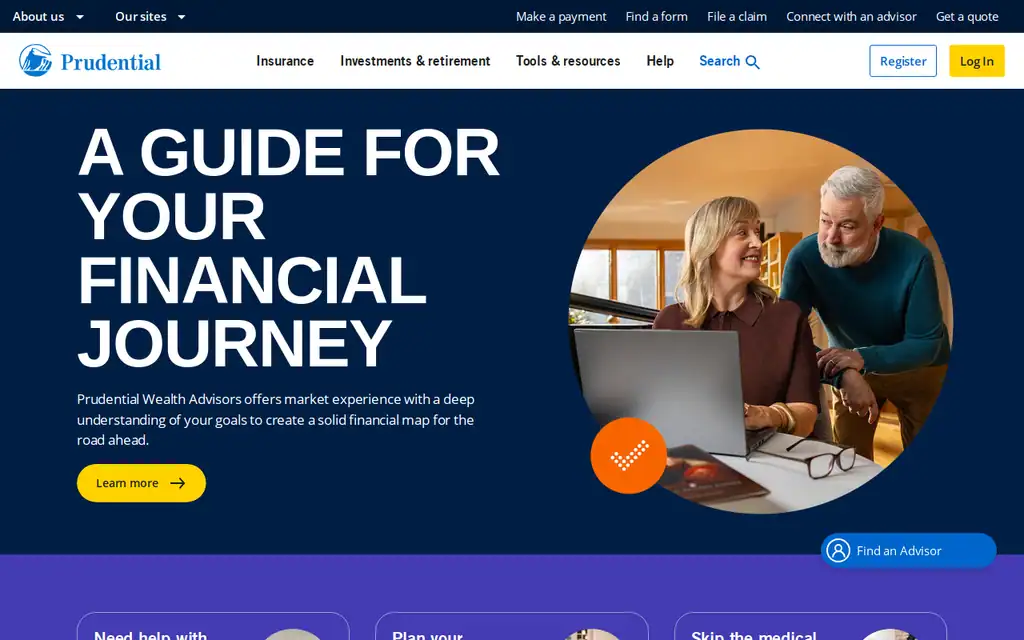 About us
Our sites
Make a payment
Find a form
File a claim
Connect with an advisor
Get a quote
Prudential
Insurance
Investments & retirement
Tools & resources
Help
Search
Register
Log In
A GUIDE FOR
YOUR
FINANCIAL
JOURNEY
Prudential Wealth Advisors offers market experience with a deep
understanding of your goals to create a solid financial map for the
road ahead.
Learn more
Find an Advisor
Need help with
Plan your
Skip the medical